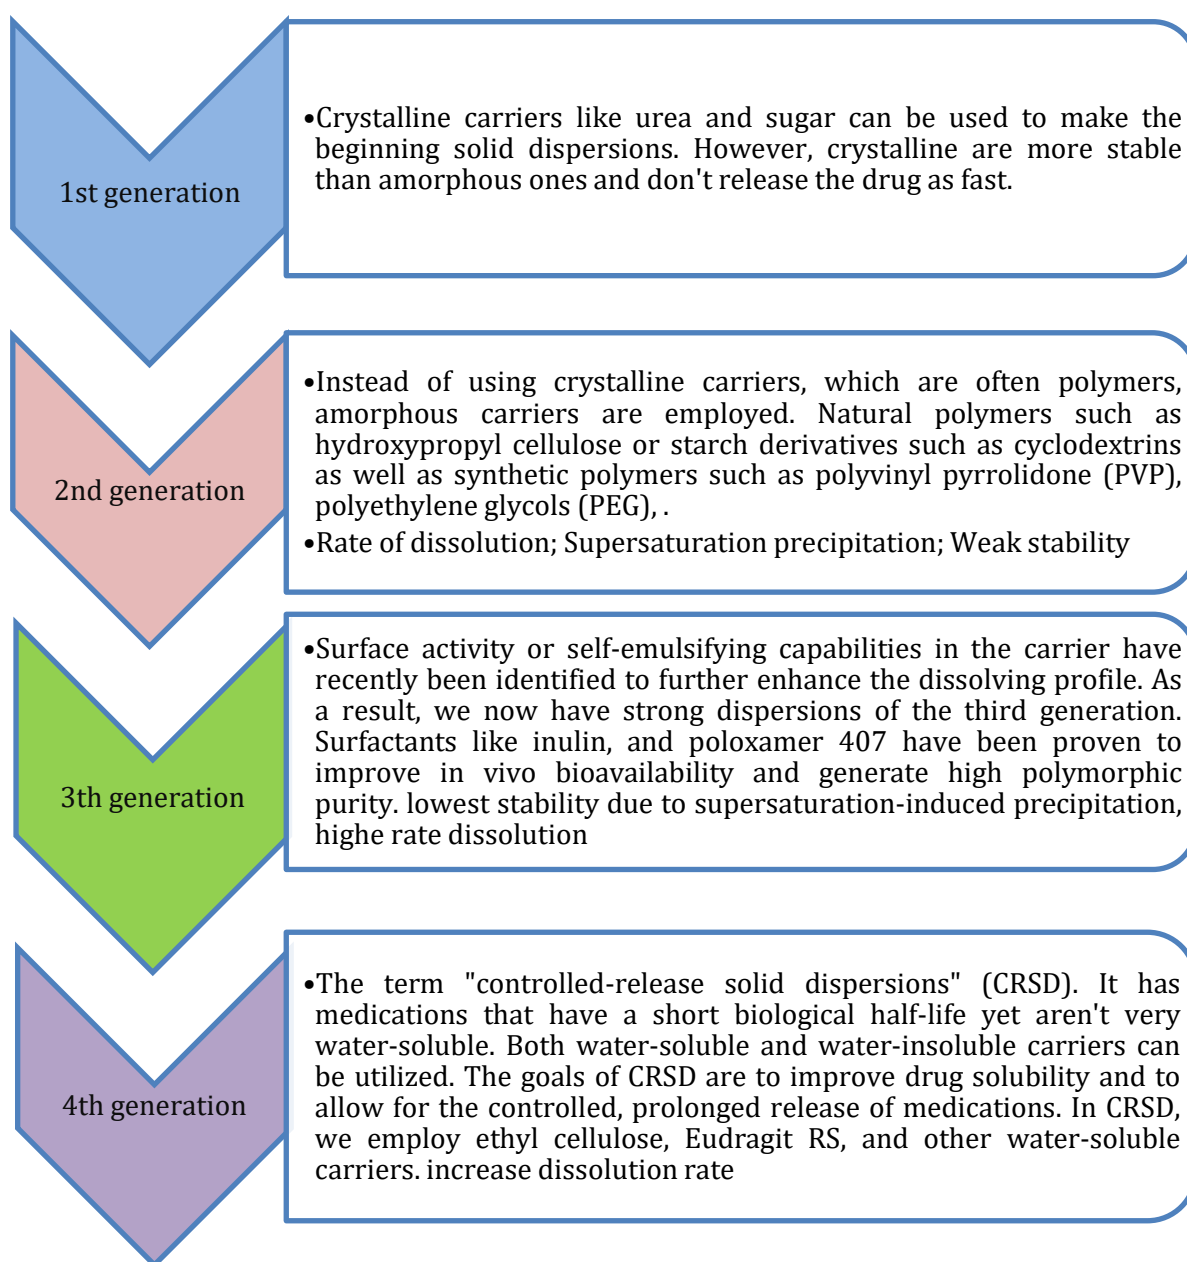 1st generation
•Crystalline carriers like urea and sugar can be used to make the
beginning solid dispersions. However, crystalline are more stable
than amorphous ones and don't release the drug as fast.
2nd generation
•Instead of using crystalline carriers, which are often polymers,
amorphous carriers are employed. Natural polymers such as
hydroxypropyl cellulose or starch derivatives such as cyclodextrins
as well as synthetic polymers such as polyvinyl pyrrolidone (PVP),
polyethylene glycols (PEG), .
•Rate of dissolution; Supersaturation precipitation; Weak stability
3th generation
•Surface activity or self-emulsifying capabilities in the carrier have
recently been identified to further enhance the dissolving profile. As
a result, we now have strong dispersions of the third generation.
Surfactants like inulin, and poloxamer 407 have been proven to
improve in vivo bioavailability and generate high polymorphic
purity. lowest stability due to supersaturation-induced precipitation,
highe rate dissolution
4th generation
•The term "controlled-release solid dispersions" (CRSD). It has
medications that have a short biological half-life yet aren't very
water-soluble. Both water-soluble and water-insoluble carriers can
be utilized. The goals of CRSD are to improve drug solubility and to
allow for the controlled, prolonged release of medications. In CRSD,
we employ ethyl cellulose, Eudragit RS, and other water-soluble
carriers. increase dissolution rate